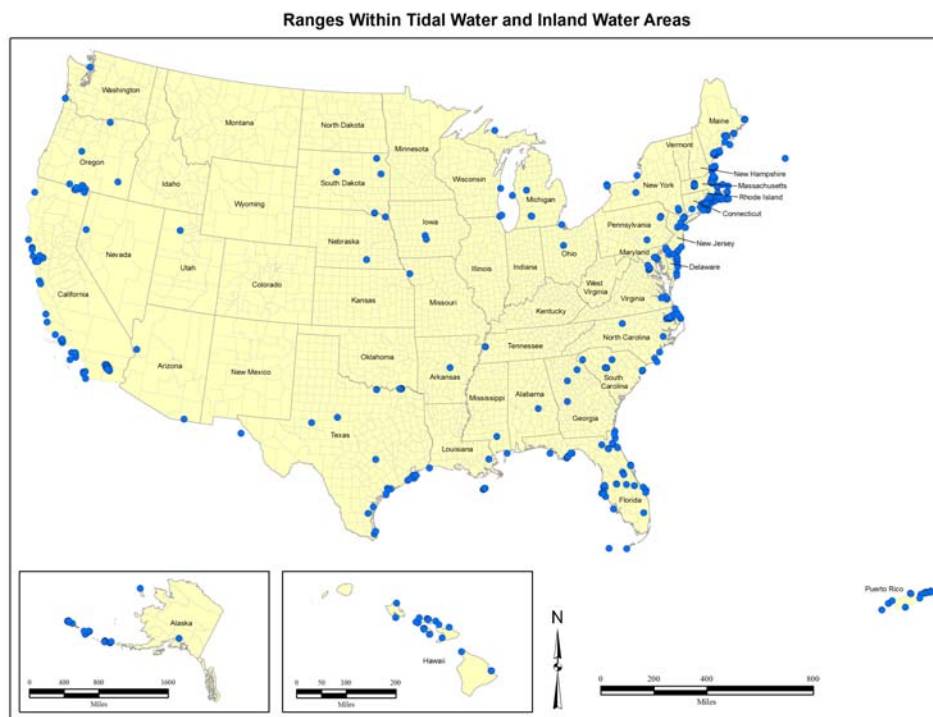 Ranges Within Tidal Water and Inland Water Areas
Washington
Montana
North Dakota
Minnesota
Maine
Vermont
Oregon
Idaho
South Dakota
Wisconsin
Michigan
New York
New Hampshire
Massachusetts
Rhode Island
Connecticut
Wyoming
Iowa
Nebraska
Pennsylvania
New Jersey
Nevada
Utah
Colorado
Illinois
Indiana
Ohio
Maryland
Delaware
West
Virginia
Virginia
California
Kansas
Missouri
Kentucky
Arizona
New Mexico
Oklahoma
Arkansas
Tennessee
North Carolina
South
Carolina
Mississippi
Alabama
Georgia
Texas
Louisiana
Florida
Puerto Rico
Alaska
0 400 800 1600
Miles
Hawaii
0 50 100 200
Miles
N
0 200 400 800
Miles